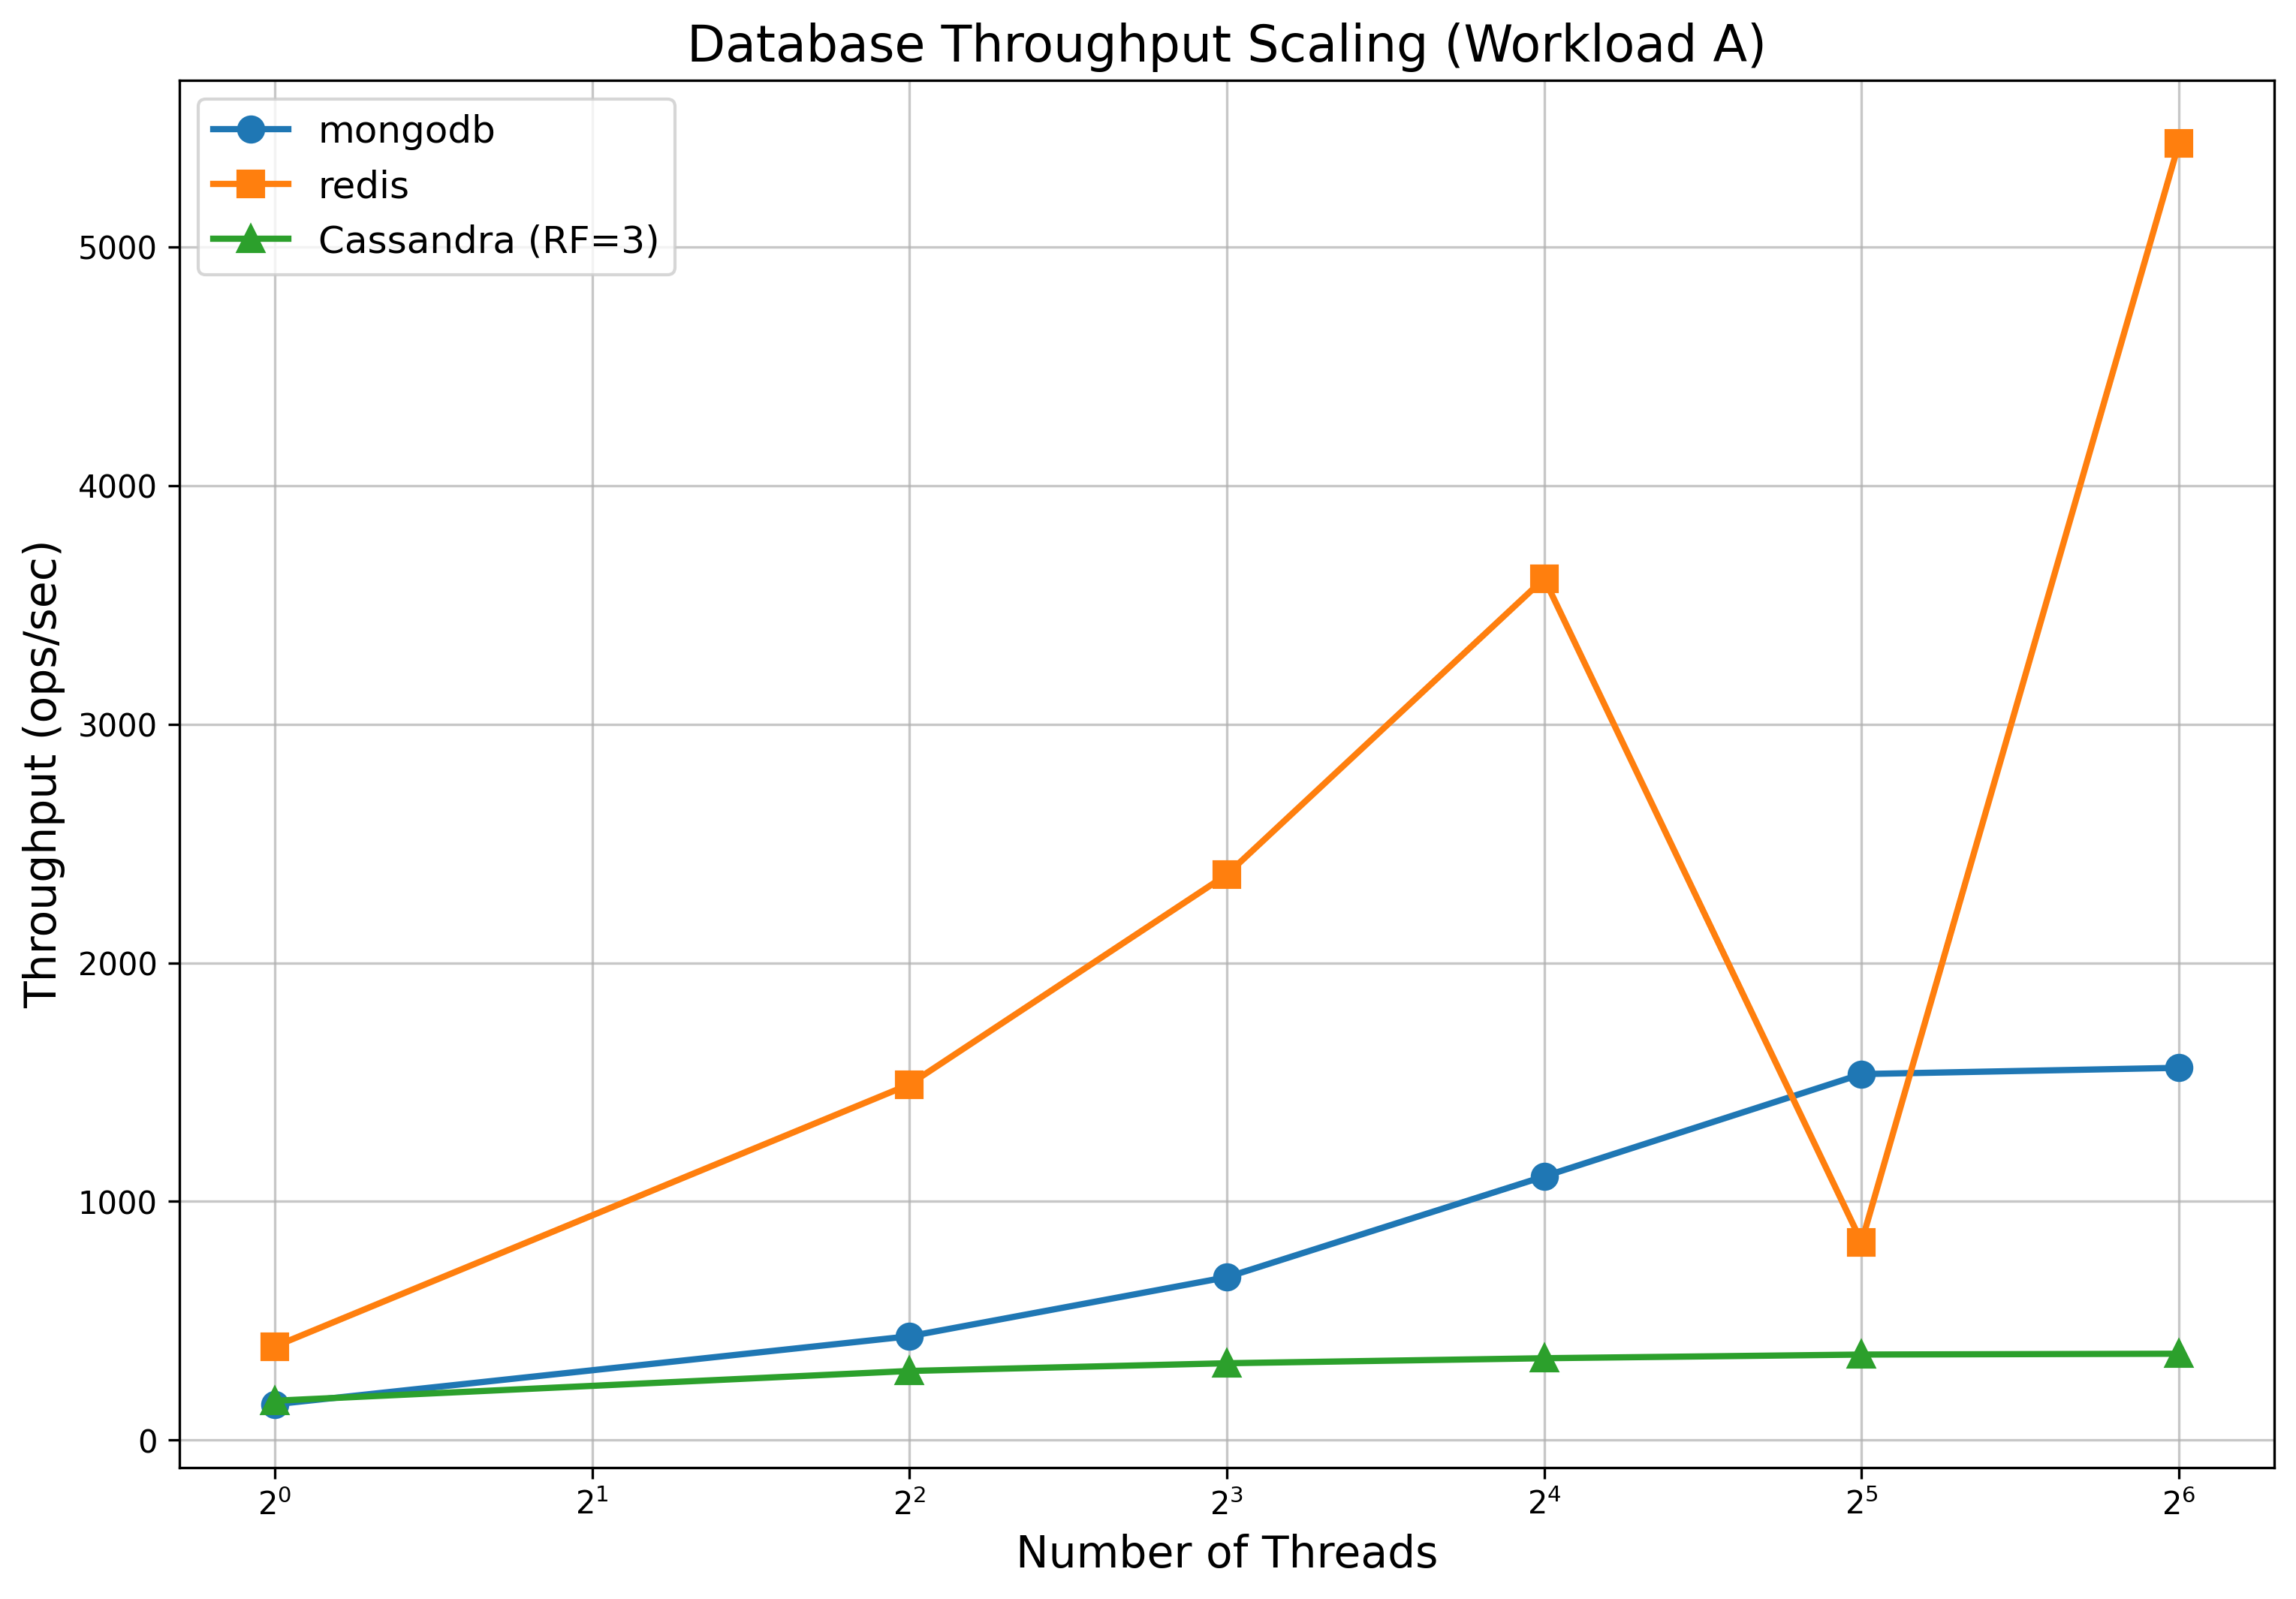 Database Throughput Scaling (Workload A)
mongodb
redis
Cassandra (RF=3)
Throughput (ops/sec)
5000
4000
3000
2000
1000
0
2⁰ 2¹ 2² 2³ 2⁴ 2⁵ 2⁶
Number of Threads